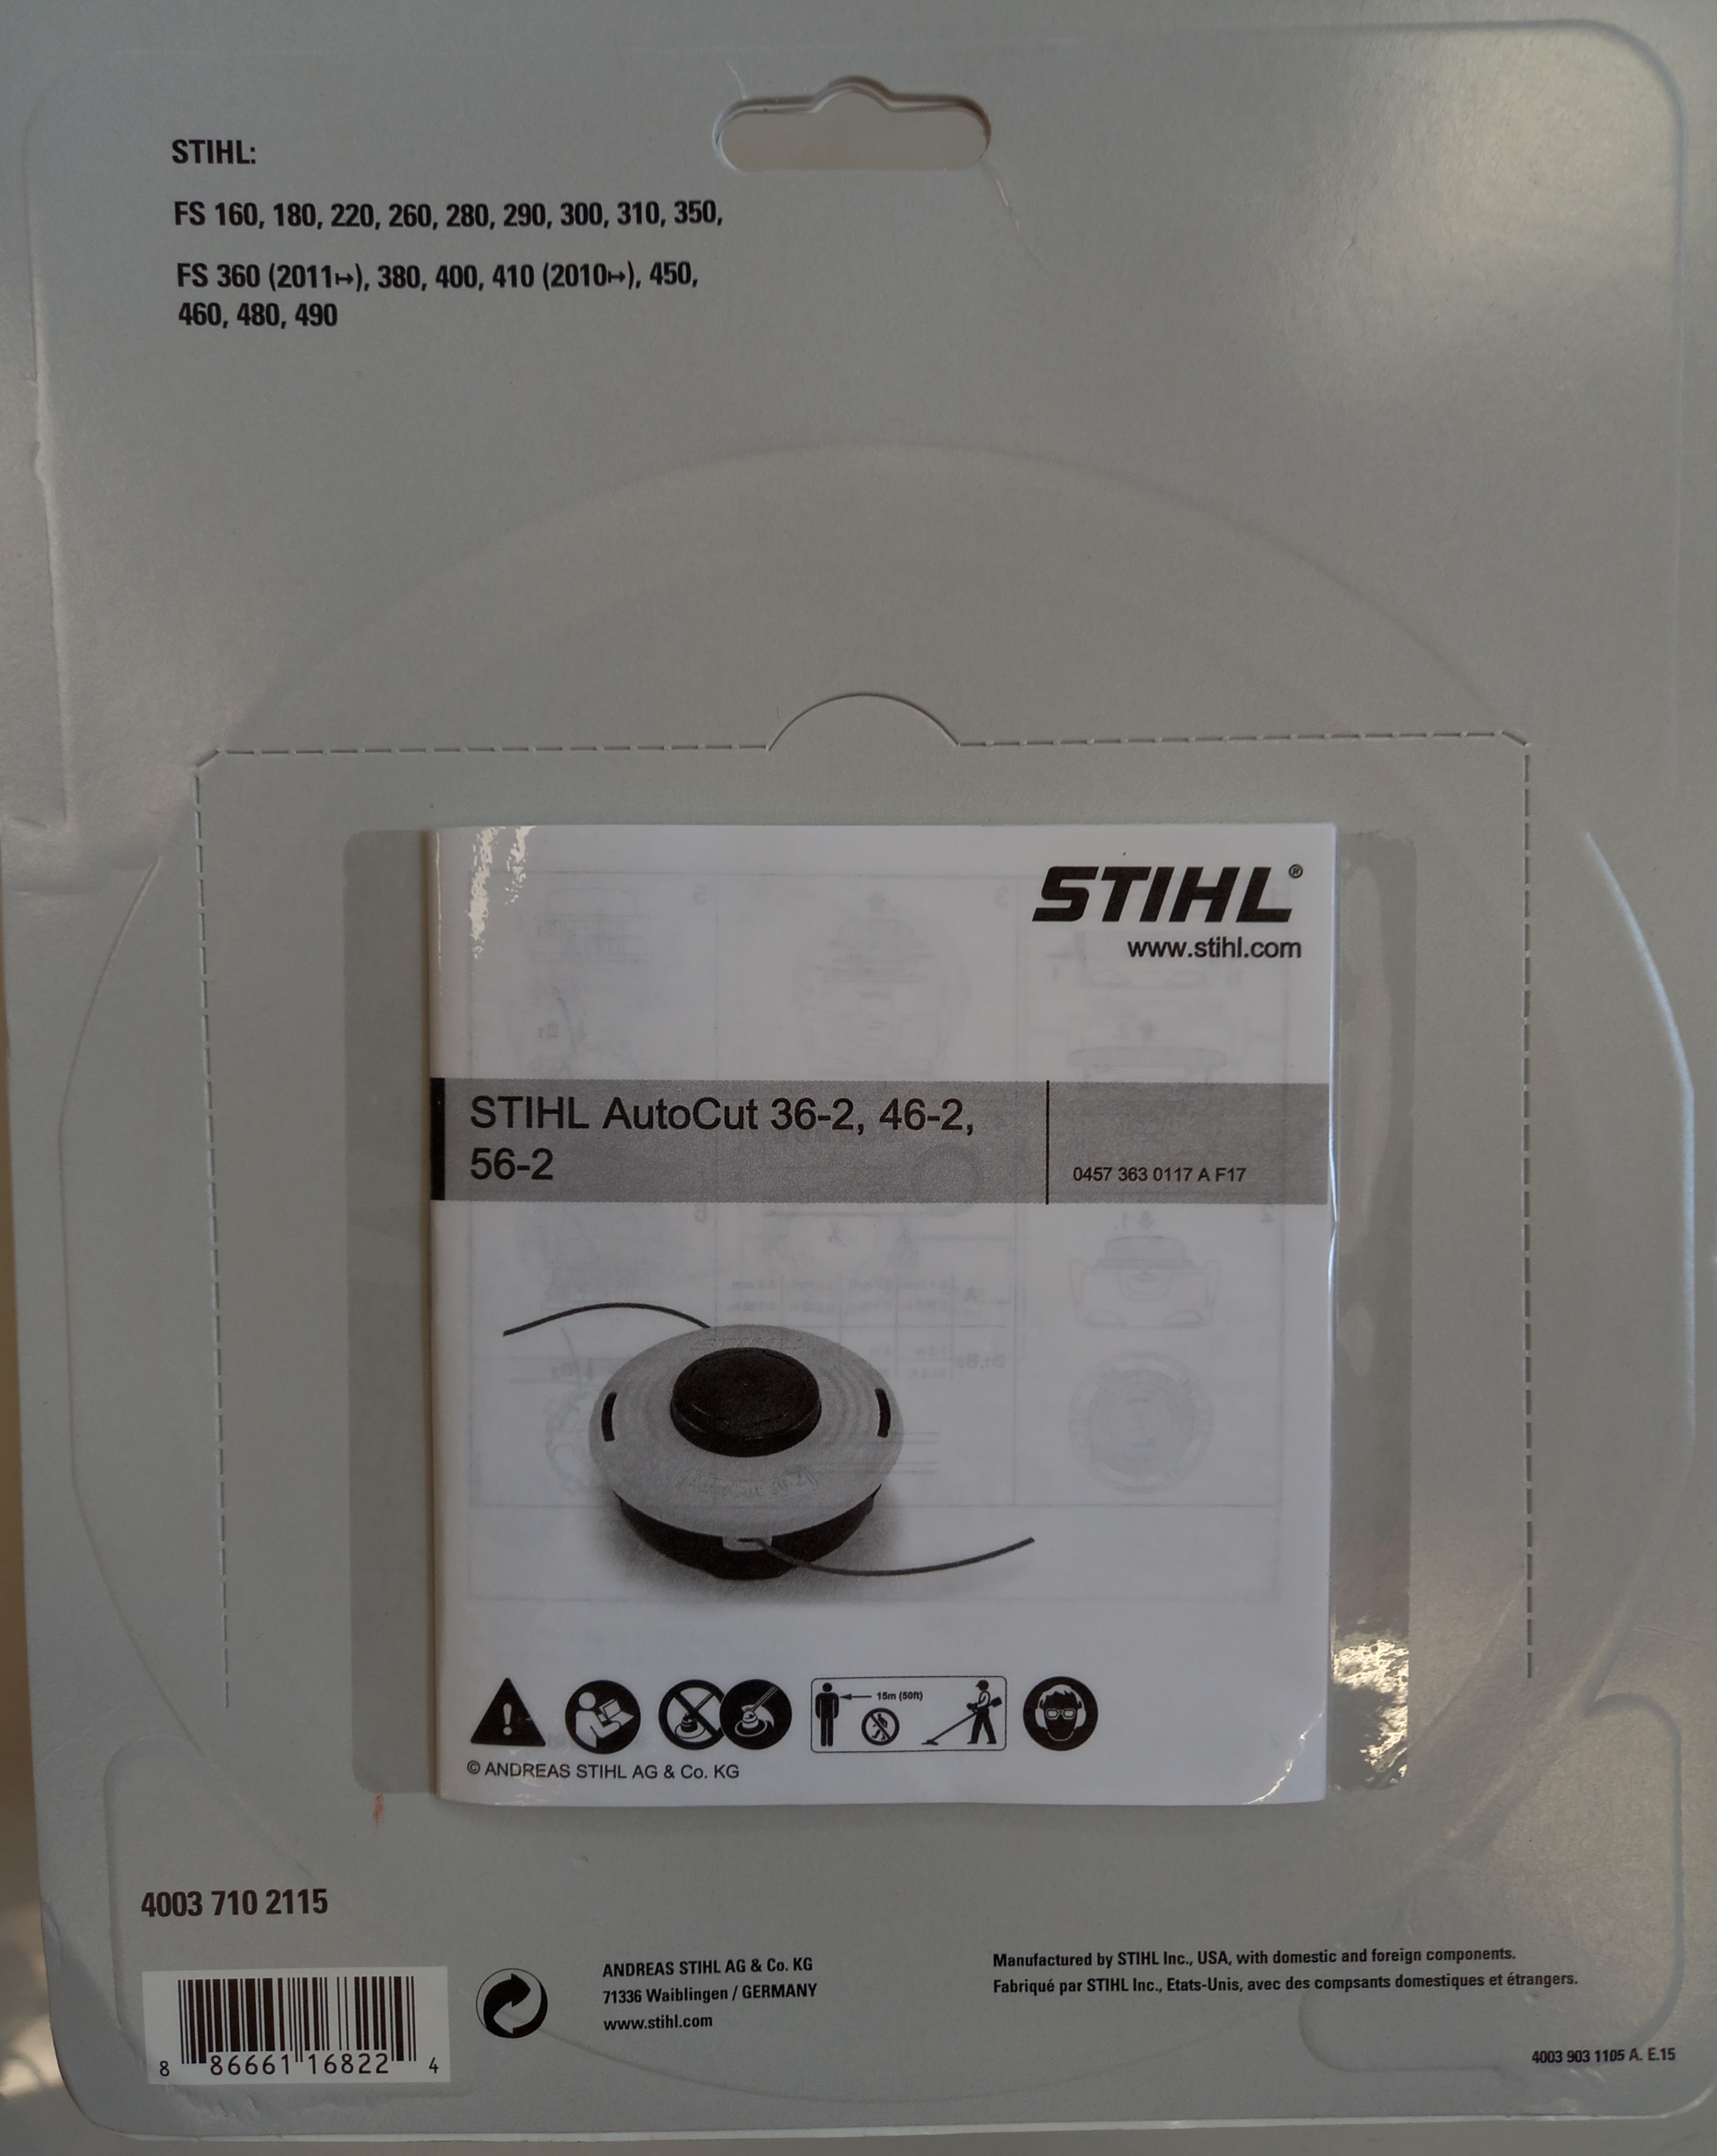 STIHL:
FS 160, 180, 220, 260, 280, 290, 300, 310, 350,
FS 360 (2011↦), 380, 400, 410 (2010↦), 450,
460, 480, 490
STIHL®
www.stihl.com
STIHL AutoCut 36-2, 46-2,
56-2
0457 363 0117 A F17
15m (50ft)
© ANDREAS STIHL AG & Co. KG
4003 710 2115
8 86661 16822 4
ANDREAS STIHL AG & Co. KG
71336 Waiblingen / GERMANY
www.stihl.com
Manufactured by STIHL Inc., USA, with domestic and foreign components.
Fabriqué par STIHL Inc., Etats-Unis, avec des compsants domestiques et étrangers.
4003 903 1105 A. E.15